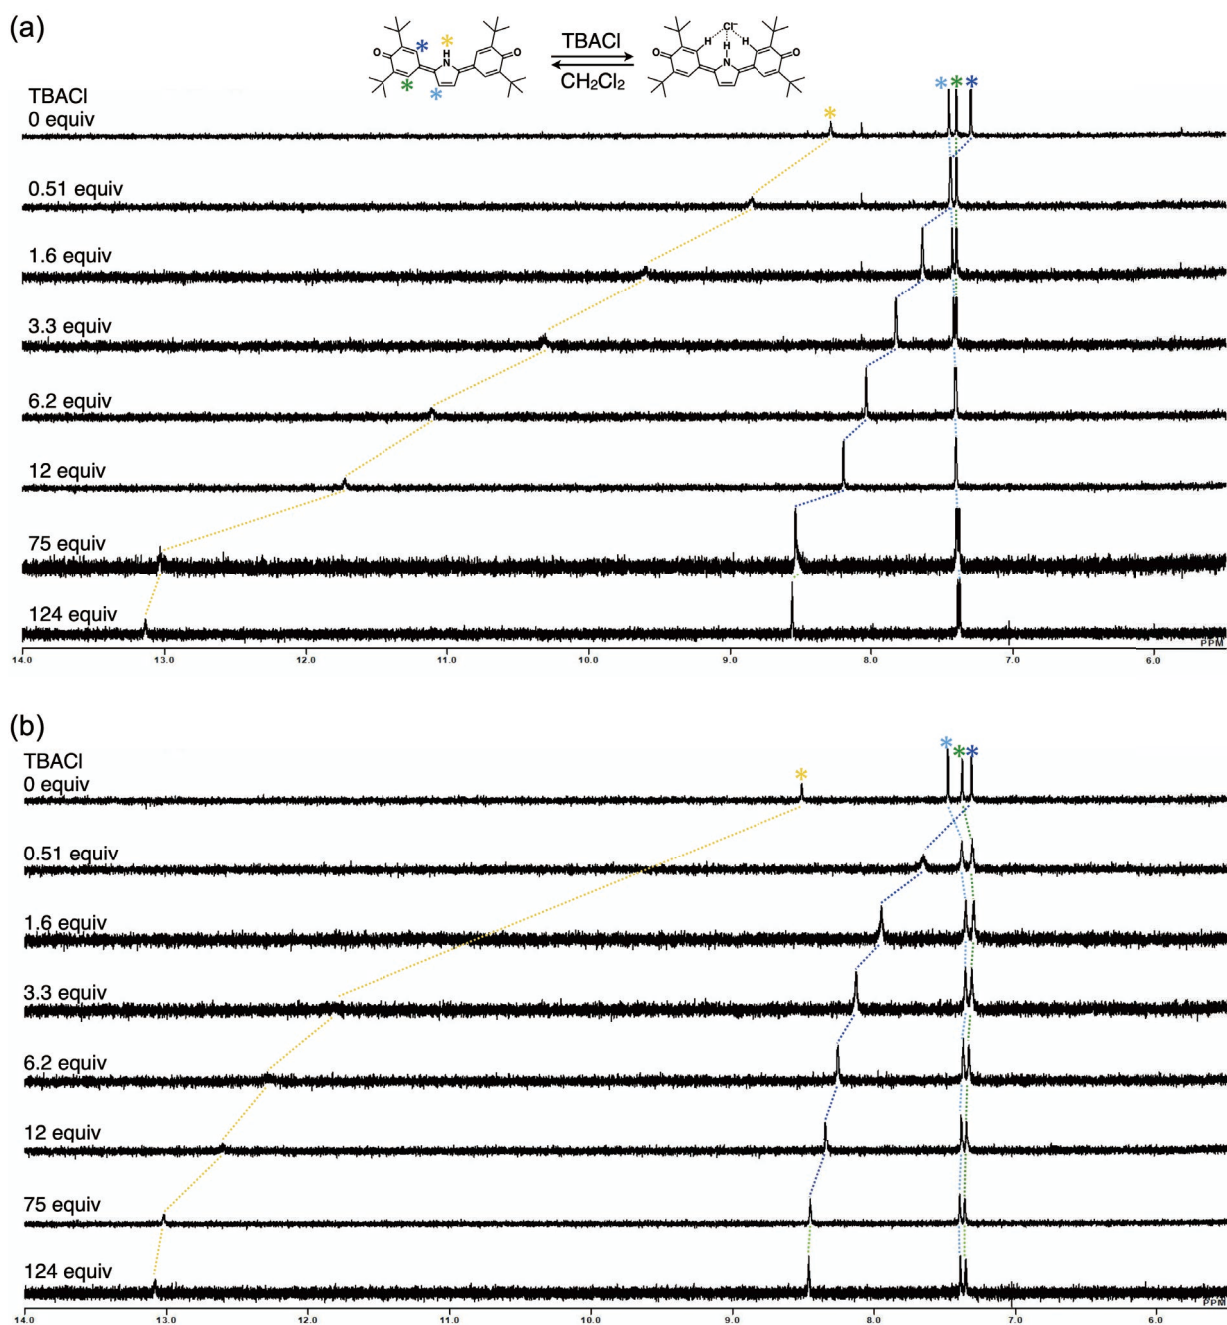 (a)
O
H
N
O
TBACl
CH₂Cl₂
Cl⁻
O
H
H
H
N
O
* * * * * * *
*
TBACl
0 equiv
0.51 equiv
1.6 equiv
3.3 equiv
6.2 equiv
12 equiv
75 equiv
124 equiv
PPM
14.0 13.0 12.0 11.0 10.0 9.0 8.0 7.0 6.0
(b)
TBACl
0 equiv
* * * *
0.51 equiv
1.6 equiv
3.3 equiv
6.2 equiv
12 equiv
75 equiv
124 equiv
PPM
14.0 13.0 12.0 11.0 10.0 9.0 8.0 7.0 6.0